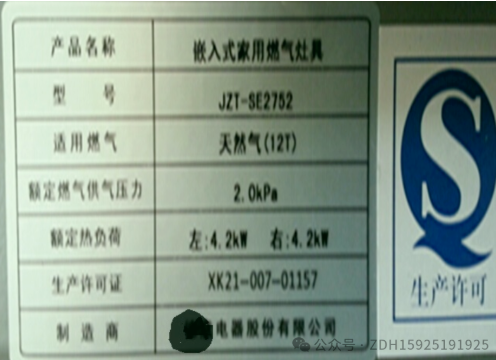 产品名称 嵌入式家用燃气灶具
型 号 JZT-SE2752
适用燃气 天然气(12T)
额定燃气供气压力 2.0kPa
额定热负荷 左:4.2kW 右:4.2kW
生产许可证 XK21-007-01157
制造商 电器股份有限公司
QS
生产许可
公众号·ZDH15925191925